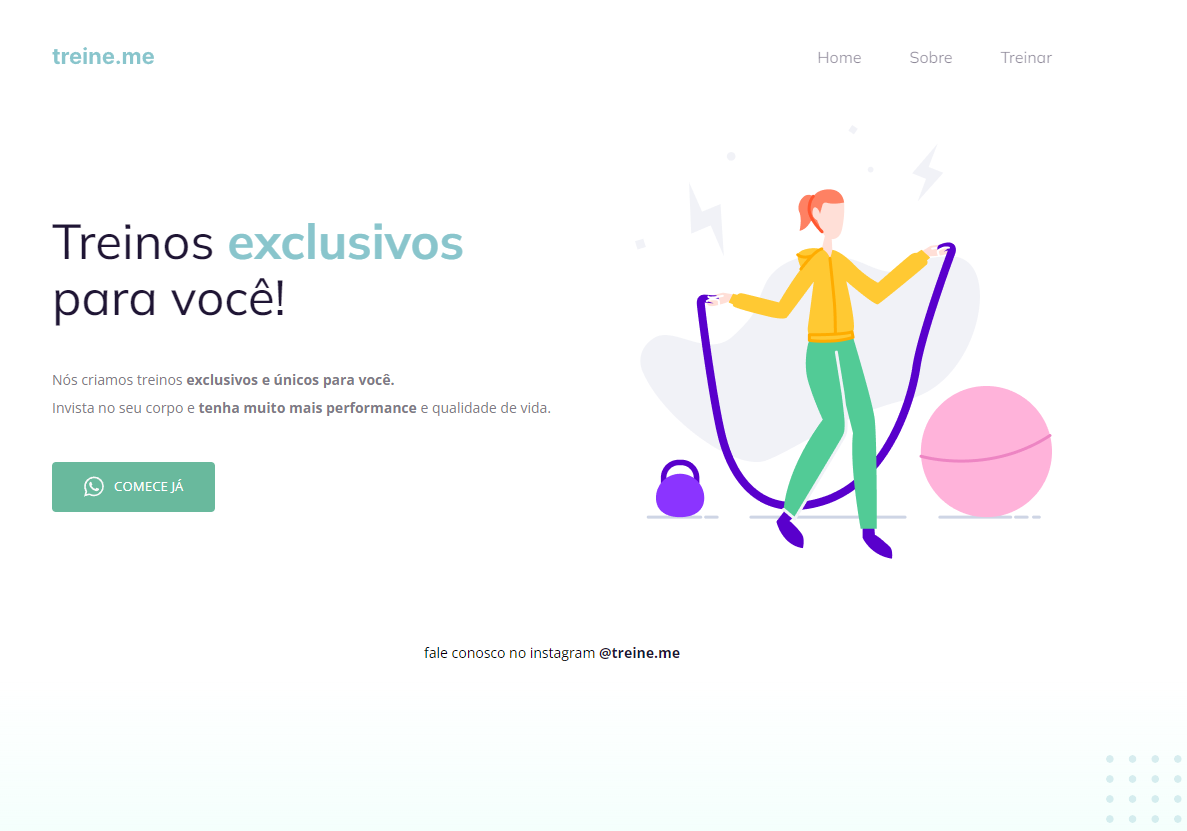 treine.me
Home Sobre Treinar
Treinos exclusivos
para você!
Nós criamos treinos exclusivos e únicos para você.
Invista no seu corpo e tenha muito mais performance e qualidade de vida.
COMECE JÁ
fale conosco no instagram @treine.me